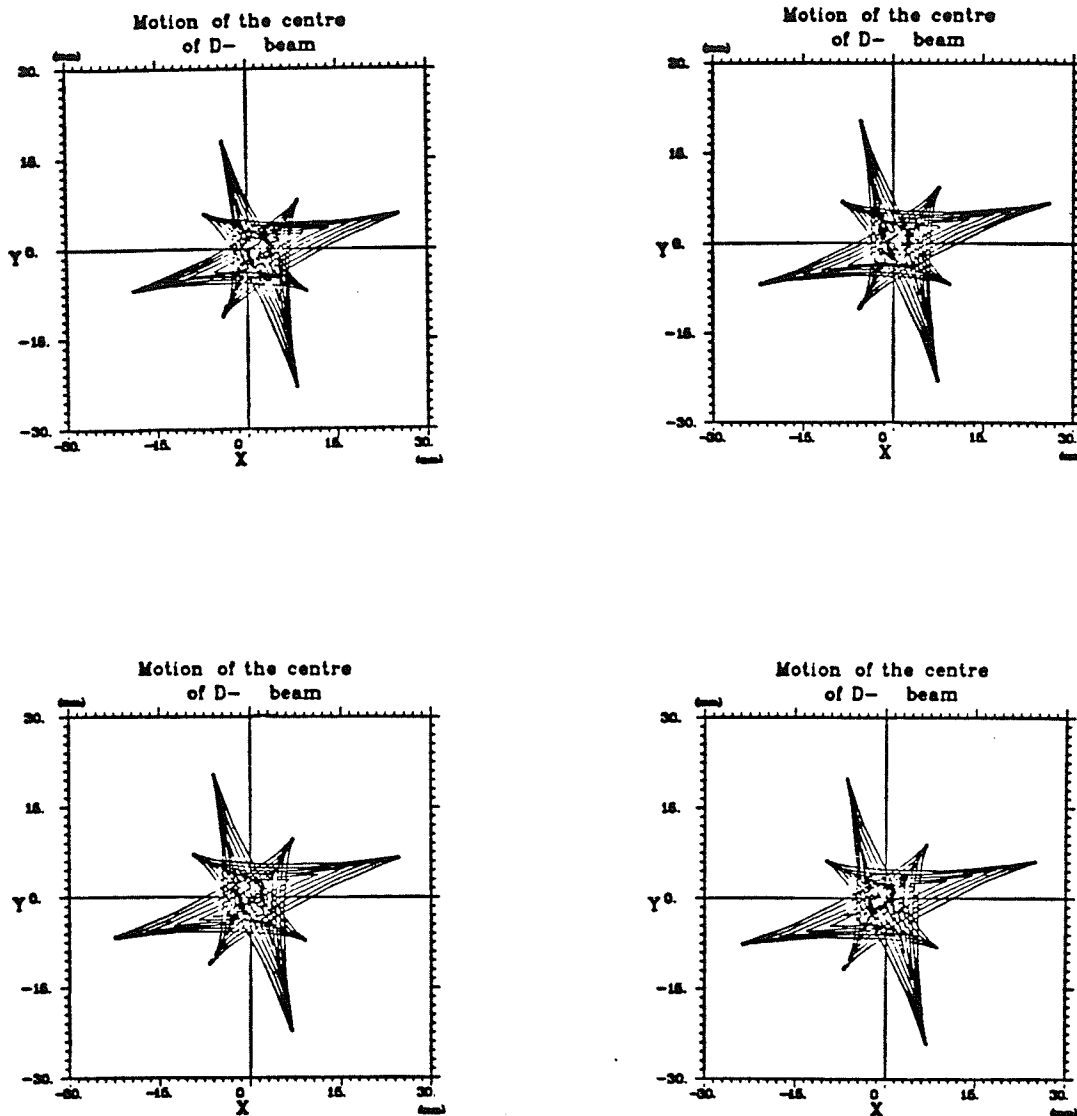 Motion of the centre
of D- beam
(mm)
30.
15.
Y 0.
-15.
-30.
-30. -15. 0 15. 30.
X
(mm)
Motion of the centre
of D- beam
(mm)
30.
15.
Y 0.
-15.
-30.
-30. -15. 0 15. 30.
X
Motion of the centre
of D- beam
(mm)
30.
15.
Y 0.
-15.
-30.
-30. -15. 0 15. 30.
X
(mm)
Motion of the centre
of D- beam
(mm)
30.
15.
Y 0.
-15.
-30.
-30. -15. 0 15. 30.
X
(mm)